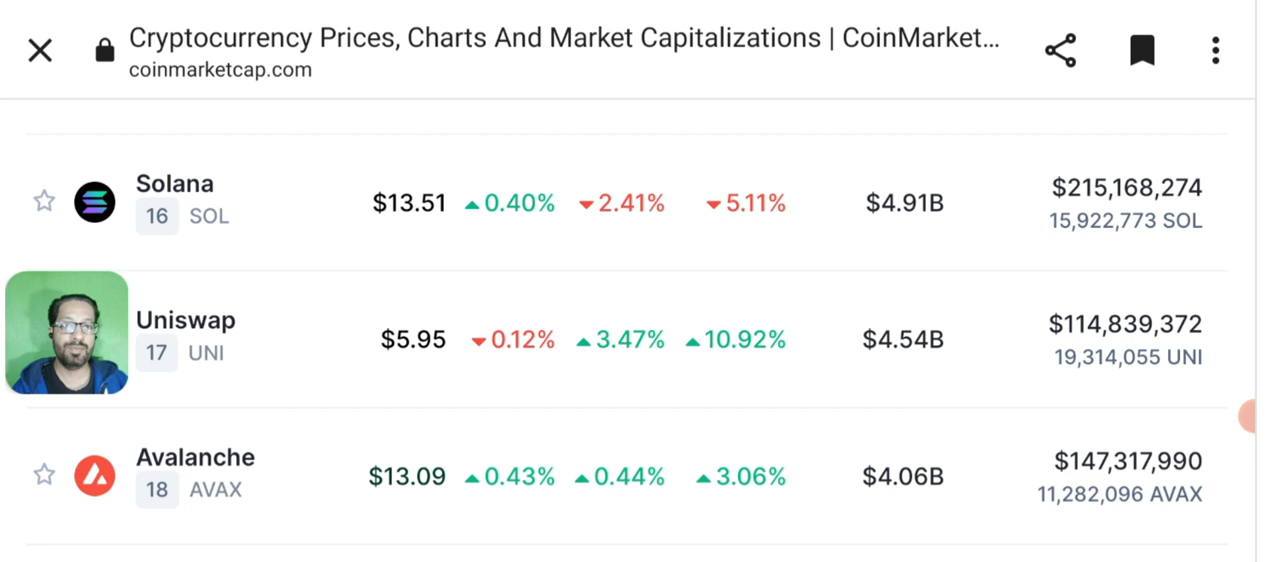 Cryptocurrency Prices, Charts And Market Capitalizations | CoinMarket...
coinmarketcap.com
Solana
16 SOL
$13.51 ▲0.40% ▼2.41% ▼5.11% $4.91B
$215,168,274
15,922,773 SOL
Uniswap
17 UNI
$5.95 ▼0.12% ▲3.47% ▲10.92% $4.54B
$114,839,372
19,314,055 UNI
Avalanche
18 AVAX
$13.09 ▲0.43% ▲0.44% ▲3.06% $4.06B
$147,317,990
11,282,096 AVAX